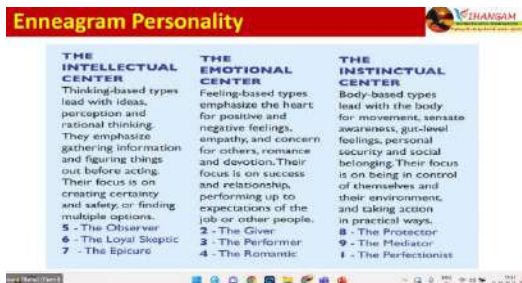 Enneagram Personality
VIHANGAM
THE
INTELLECTUAL
CENTER
Thinking-based types
lead with ideas,
perception and
rational thinking.
They emphasize
gathering information
and figuring things
out before acting.
Their focus is on
creating certainty
and safety, or finding
multiple options.
5 - The Observer
6 - The Loyal Skeptic
7 - The Epicure
THE
EMOTIONAL
CENTER
Feeling-based types
emphasize the heart
for positive and
negative feelings,
empathy, and concern
for others, romance
and devotion. Their
focus is on success
and relationship,
performing up to
expectations of the
job or other people.
2 - The Giver
3 - The Performer
4 - The Romantic
THE
INSTINCTUAL
CENTER
Body-based types
lead with the body
for movement, sensate
awareness, gut-level
feelings, personal
security and social
belonging. Their focus
is on being in control
of themselves and
their environment,
and taking action
in practical ways.
8 - The Protector
9 - The Mediator
1 - The Perfectionist